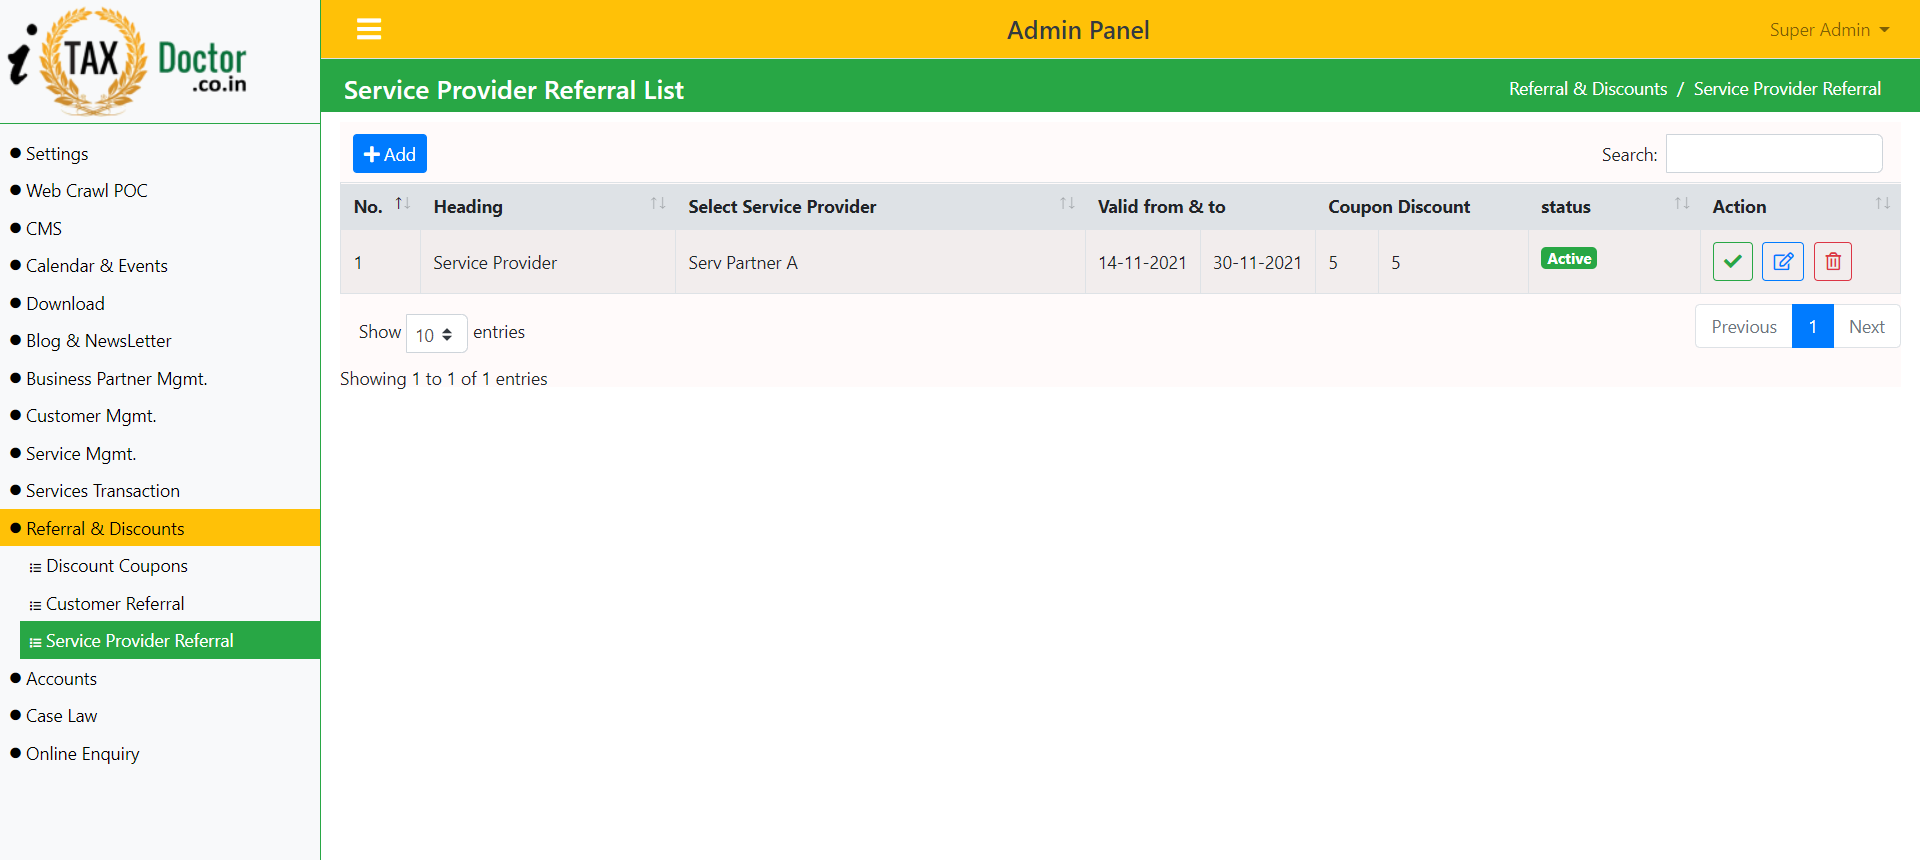 i TAX Doctor
.co.in
Admin Panel
Super Admin
Service Provider Referral List
Referral & Discounts / Service Provider Referral
Settings
Web Crawl POC
CMS
Calendar & Events
Download
Blog & NewsLetter
Business Partner Mgmt.
Customer Mgmt.
Service Mgmt.
Services Transaction
Referral & Discounts
Discount Coupons
Customer Referral
Service Provider Referral
Accounts
Case Law
Online Enquiry
Add
Search:
No. Heading Select Service Provider Valid from & to Coupon Discount status Action
1 Service Provider Serv Partner A 14-11-2021 30-11-2021 5 5 Active
Show 10 entries
Previous 1 Next
Showing 1 to 1 of 1 entries